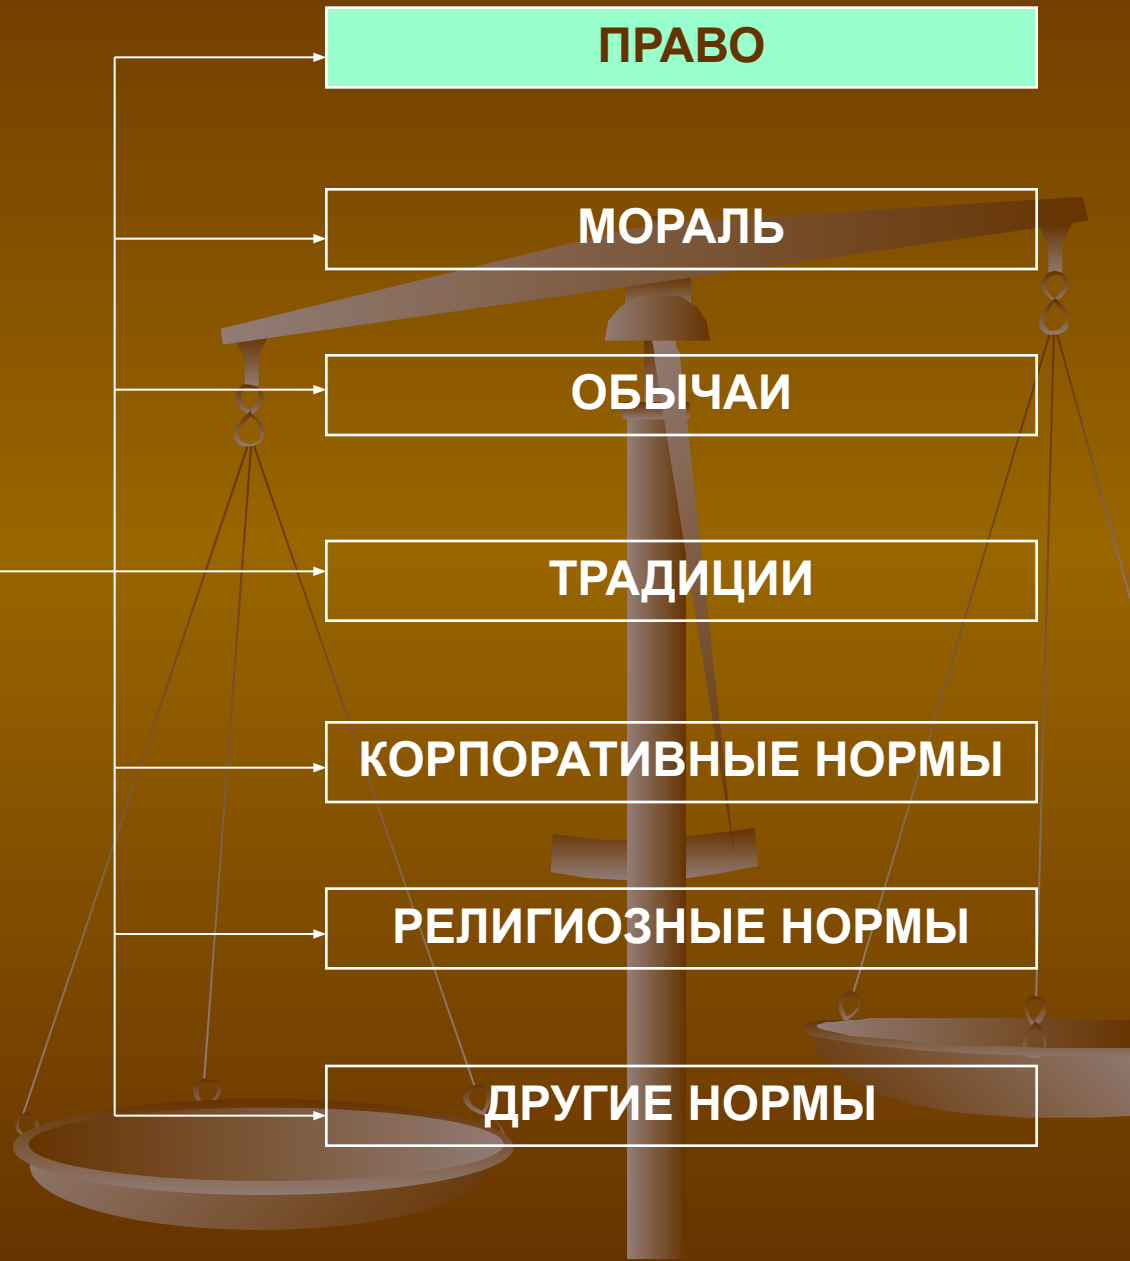 ПРАВО
МОРАЛЬ
ОБЫЧАИ
ТРАДИЦИИ
КОРПОРАТИВНЫЕ НОРМЫ
РЕЛИГИОЗНЫЕ НОРМЫ
ДРУГИЕ НОРМЫ